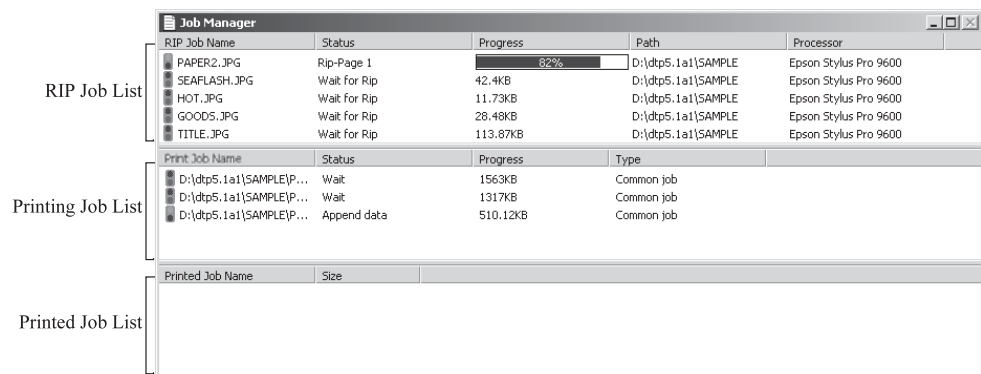 Job Manager
RIP Job Name Status Progress Path Processor
PAPER2.JPG Rip-Page 1 82% D:\dtp5.1a1\SAMPLE Epson Stylus Pro 9600
SEAFLASH.JPG Wait for Rip 42.4KB D:\dtp5.1a1\SAMPLE Epson Stylus Pro 9600
HOT.JPG Wait for Rip 11.73KB D:\dtp5.1a1\SAMPLE Epson Stylus Pro 9600
GOODS.JPG Wait for Rip 28.48KB D:\dtp5.1a1\SAMPLE Epson Stylus Pro 9600
TITLE.JPG Wait for Rip 113.87KB D:\dtp5.1a1\SAMPLE Epson Stylus Pro 9600
RIP Job List
Print Job Name Status Progress Type
D:\dtp5.1a1\SAMPLE\P... Wait 1563KB Common job
D:\dtp5.1a1\SAMPLE\P... Wait 1317KB Common job
D:\dtp5.1a1\SAMPLE\P... Append data 510.12KB Common job
Printing Job List
Printed Job Name Size
Printed Job List